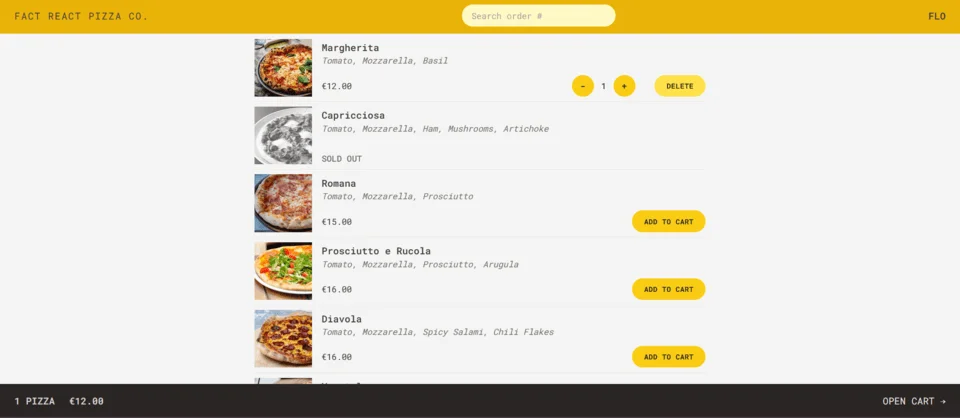 FACT REACT PIZZA CO.
Search order #
FLO
Margherita
Tomato, Mozzarella, Basil
€12.00
- 1 +
DELETE
Capricciosa
Tomato, Mozzarella, Ham, Mushrooms, Artichoke
SOLD OUT
Romana
Tomato, Mozzarella, Prosciutto
€15.00
ADD TO CART
Prosciutto e Rucola
Tomato, Mozzarella, Prosciutto, Arugula
€16.00
ADD TO CART
Diavola
Tomato, Mozzarella, Spicy Salami, Chili Flakes
€16.00
ADD TO CART
1 PIZZA €12.00
OPEN CART →